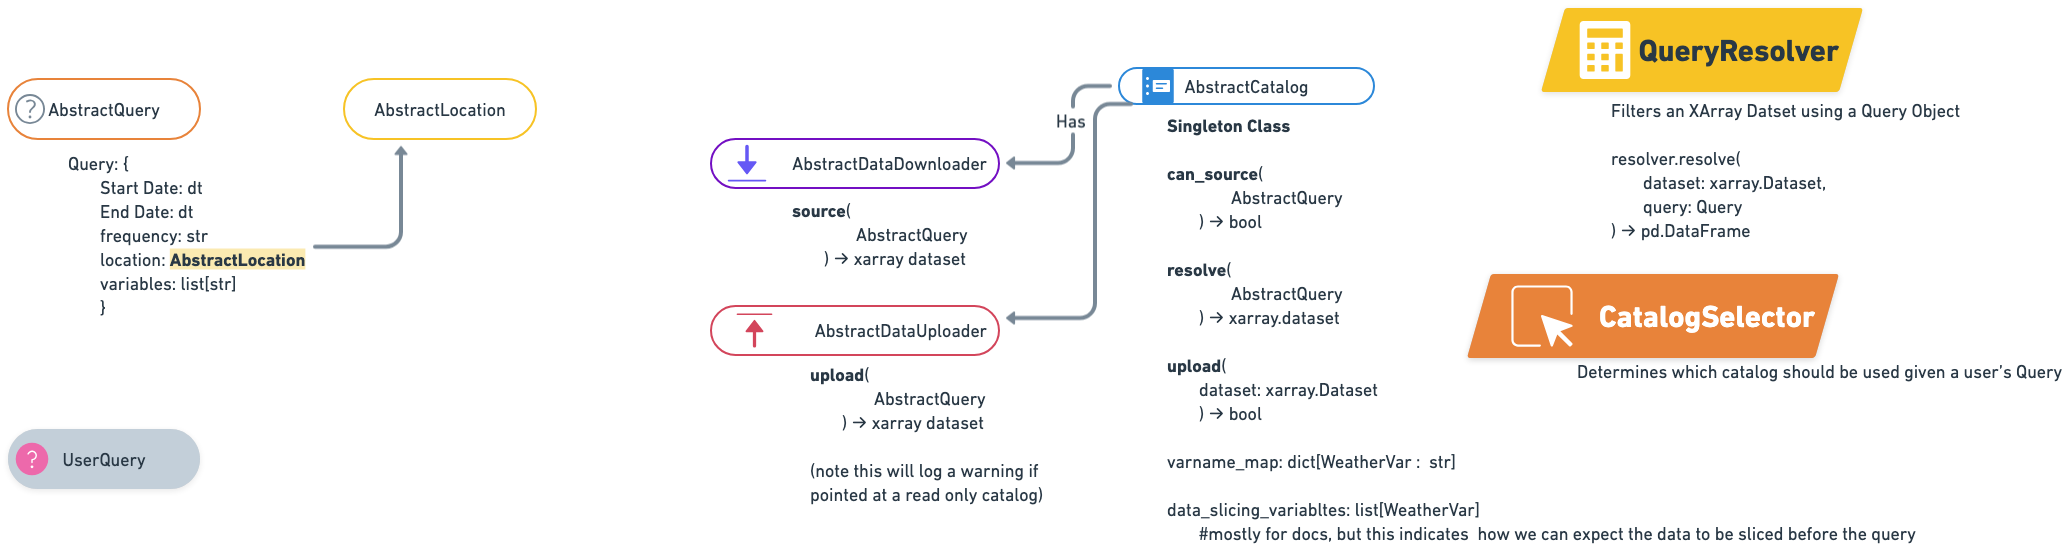 ?
AbstractQuery
Query: {
Start Date: dt
End Date: dt
frequency: str
location: AbstractLocation
variables: list[str]
}
AbstractLocation
?
UserQuery
AbstractDataDownloader
source(
AbstractQuery
) → xarray dataset
AbstractDataUploader
upload(
AbstractQuery
) → xarray dataset
(note this will log a warning if
pointed at a read only catalog)
Has
AbstractCatalog
Singleton Class
can_source(
AbstractQuery
) → bool
resolve(
AbstractQuery
) → xarray.dataset
upload(
dataset: xarray.Dataset
) → bool
varname_map: dict[WeatherVar : str]
data_slicing_variabltes: list[WeatherVar]
#mostly for docs, but this indicates how we can expect the data to be sliced before the query
QueryResolver
Filters an XArray Datset using a Query Object
resolver.resolve(
dataset: xarray.Dataset,
query: Query
) → pd.DataFrame
CatalogSelector
Determines which catalog should be used given a user's Query